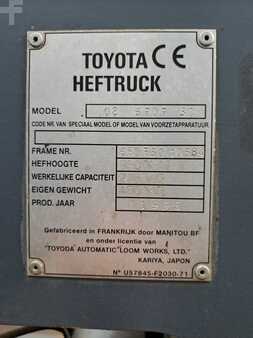 TOYOTA CE
HEFTRUCK
MODEL
CODE NR. VAN SPECIAAL MODEL OF MODEL VAN VOORZETAPPARATUUR
FRAME NR.
HEFHOOGTE
WERKELIJKE CAPACITEIT
EIGEN GEWICHT
PROD. JAAR
Gefabriceerd in FRANKRIJK door MANITOU BF
en onder licentie van
"TOYODA AUTOMATIC LOOM WORKS, LTD."
KARIYA, JAPON
N° U57845-F2030-71